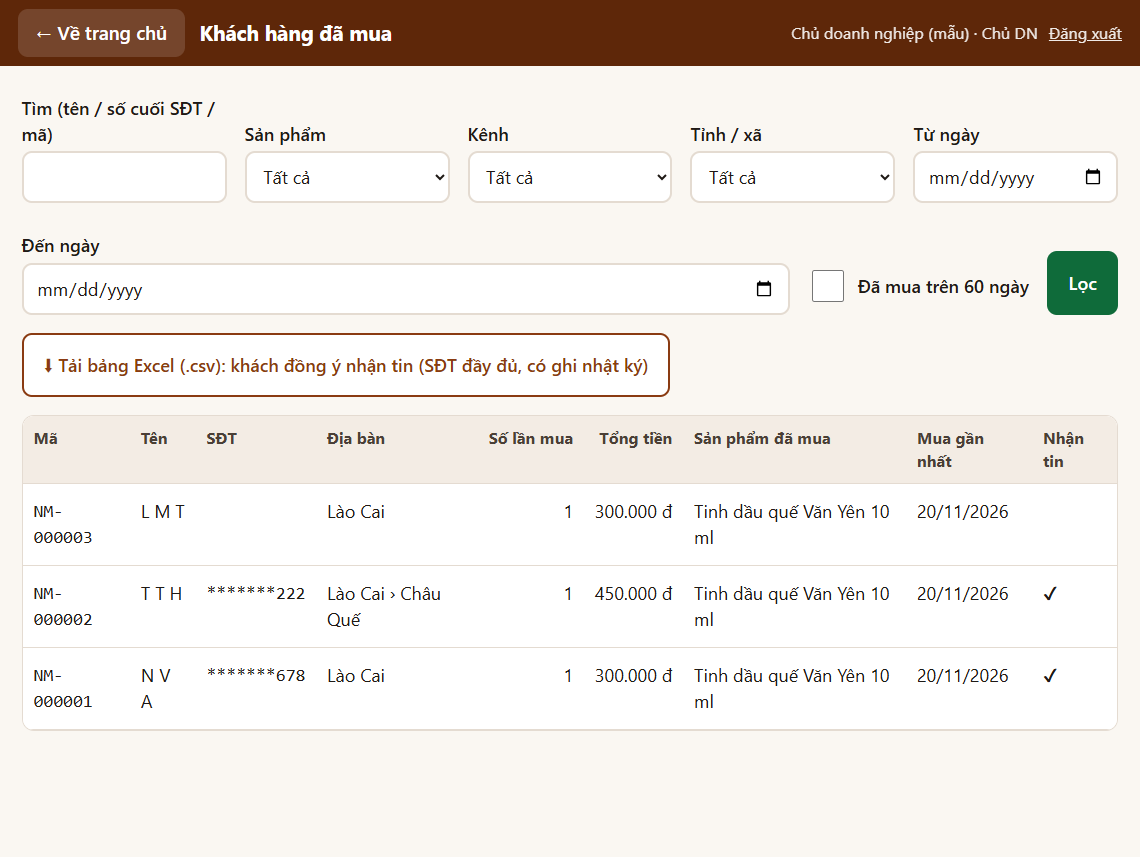 ← Về trang chủ
Khách hàng đã mua
Chủ doanh nghiệp (mẫu) · Chủ DN Đăng xuất
Tìm (tên / số cuối SĐT / mã)
Sản phẩm
Kênh
Tỉnh / xã
Từ ngày
Tất cả
Tất cả
Tất cả
mm/dd/yyyy
Đến ngày
mm/dd/yyyy
Đã mua trên 60 ngày
Lọc
⬇ Tải bảng Excel (.csv): khách đồng ý nhận tin (SĐT đầy đủ, có ghi nhật ký)
Mã Tên SĐT Địa bàn Số lần mua Tổng tiền Sản phẩm đã mua Mua gần nhất Nhận tin
NM-000003 L M T Lào Cai 1 300.000 đ Tinh dầu quế Văn Yên 10 ml 20/11/2026
NM-000002 T T H *******222 Lào Cai › Châu Quế 1 450.000 đ Tinh dầu quế Văn Yên 10 ml 20/11/2026 ✓
NM-000001 N V A *******678 Lào Cai 1 300.000 đ Tinh dầu quế Văn Yên 10 ml 20/11/2026 ✓